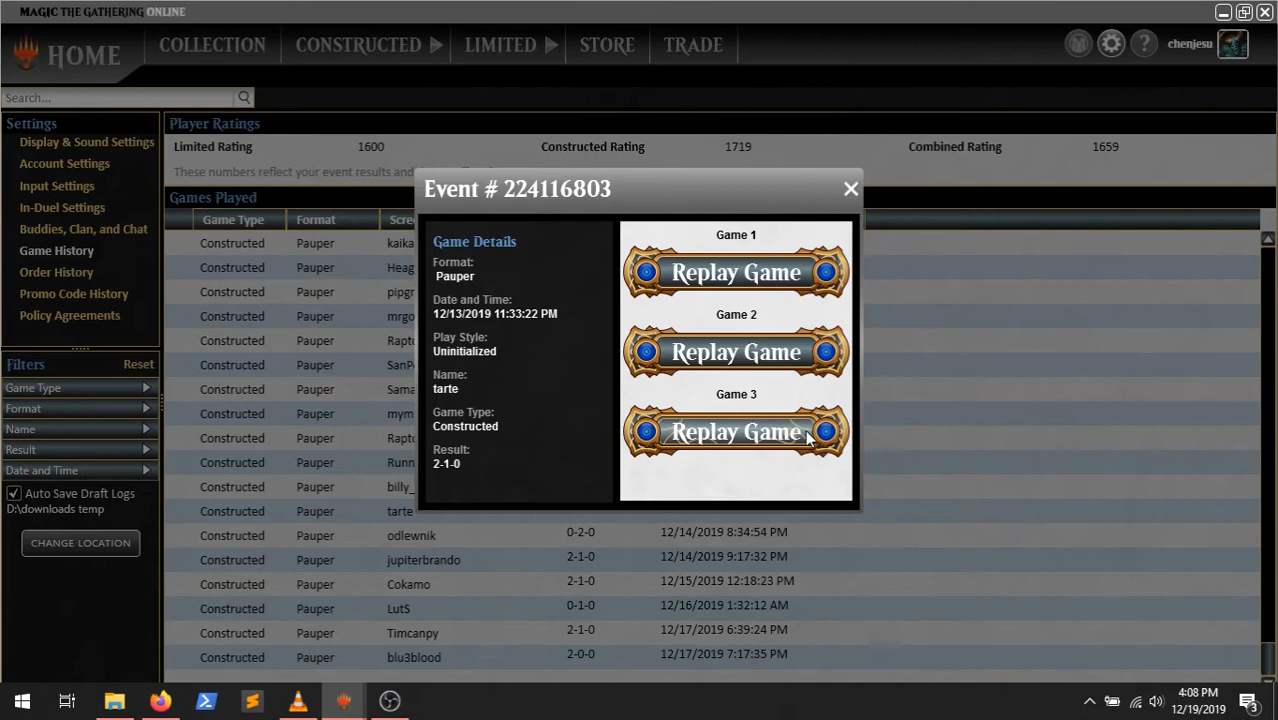 MAGIC THE GATHERING ONLINE
HOME
COLLECTION
CONSTRUCTED
LIMITED
STORE
TRADE
?
chenjesu
Search...
Settings
Display & Sound Settings
Account Settings
Input Settings
In-Duel Settings
Buddies, Clan, and Chat
Game History
Order History
Promo Code History
Policy Agreements
Filters
Reset
Game Type
Format
Name
Result
Date and Time
Auto Save Draft Logs
D:\downloads temp
CHANGE LOCATION
Player Ratings
Limited Rating 1600 Constructed Rating 1719 Combined Rating 1659
These numbers reflect your event results and
Games Played
Game Type Format
Constructed Pauper kaika
Constructed Pauper Heag
Constructed Pauper pipgr
Constructed Pauper mrgo
Constructed Pauper Rapto
Constructed Pauper SanPo
Constructed Pauper Sama
Constructed Pauper mym
Constructed Pauper Rapto
Constructed Pauper Runn
Constructed Pauper billy_
Constructed Pauper tarte
Constructed Pauper odlewnik 0-2-0 12/14/2019 8:34:54 PM
Constructed Pauper jupiterbrando 2-1-0 12/14/2019 9:17:32 PM
Constructed Pauper Cokamo 2-1-0 12/15/2019 12:18:23 PM
Constructed Pauper LutS 0-1-0 12/16/2019 1:32:12 AM
Constructed Pauper Timcanpy 2-1-0 12/17/2019 6:39:24 PM
Constructed Pauper blu3blood 2-0-0 12/17/2019 7:17:35 PM
Event # 224116803
Game Details
Format:
Pauper
Date and Time:
12/13/2019 11:33:22 PM
Play Style:
Uninitialized
Name:
tarte
Game Type:
Constructed
Result:
2-1-0
Game 1
Replay Game
Game 2
Replay Game
Game 3
Replay Game
4:08 PM
12/19/2019
3